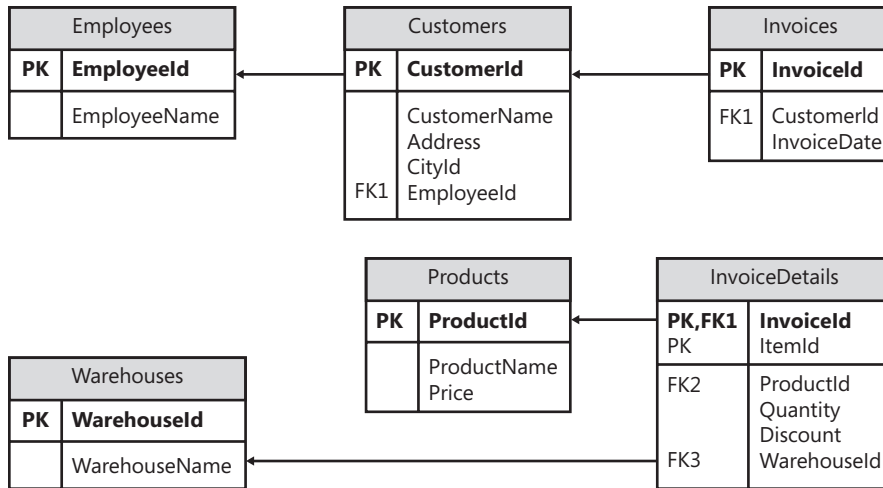 Employees
PK EmployeeId
EmployeeName
Customers
PK CustomerId
CustomerName
Address
CityId
FK1 EmployeeId
Invoices
PK InvoiceId
FK1 CustomerId
InvoiceDate
Products
PK ProductId
ProductName
Price
InvoiceDetails
PK,FK1 InvoiceId
PK ItemId
FK2 ProductId
Quantity
Discount
FK3 WarehouseId
Warehouses
PK WarehouseId
WarehouseName